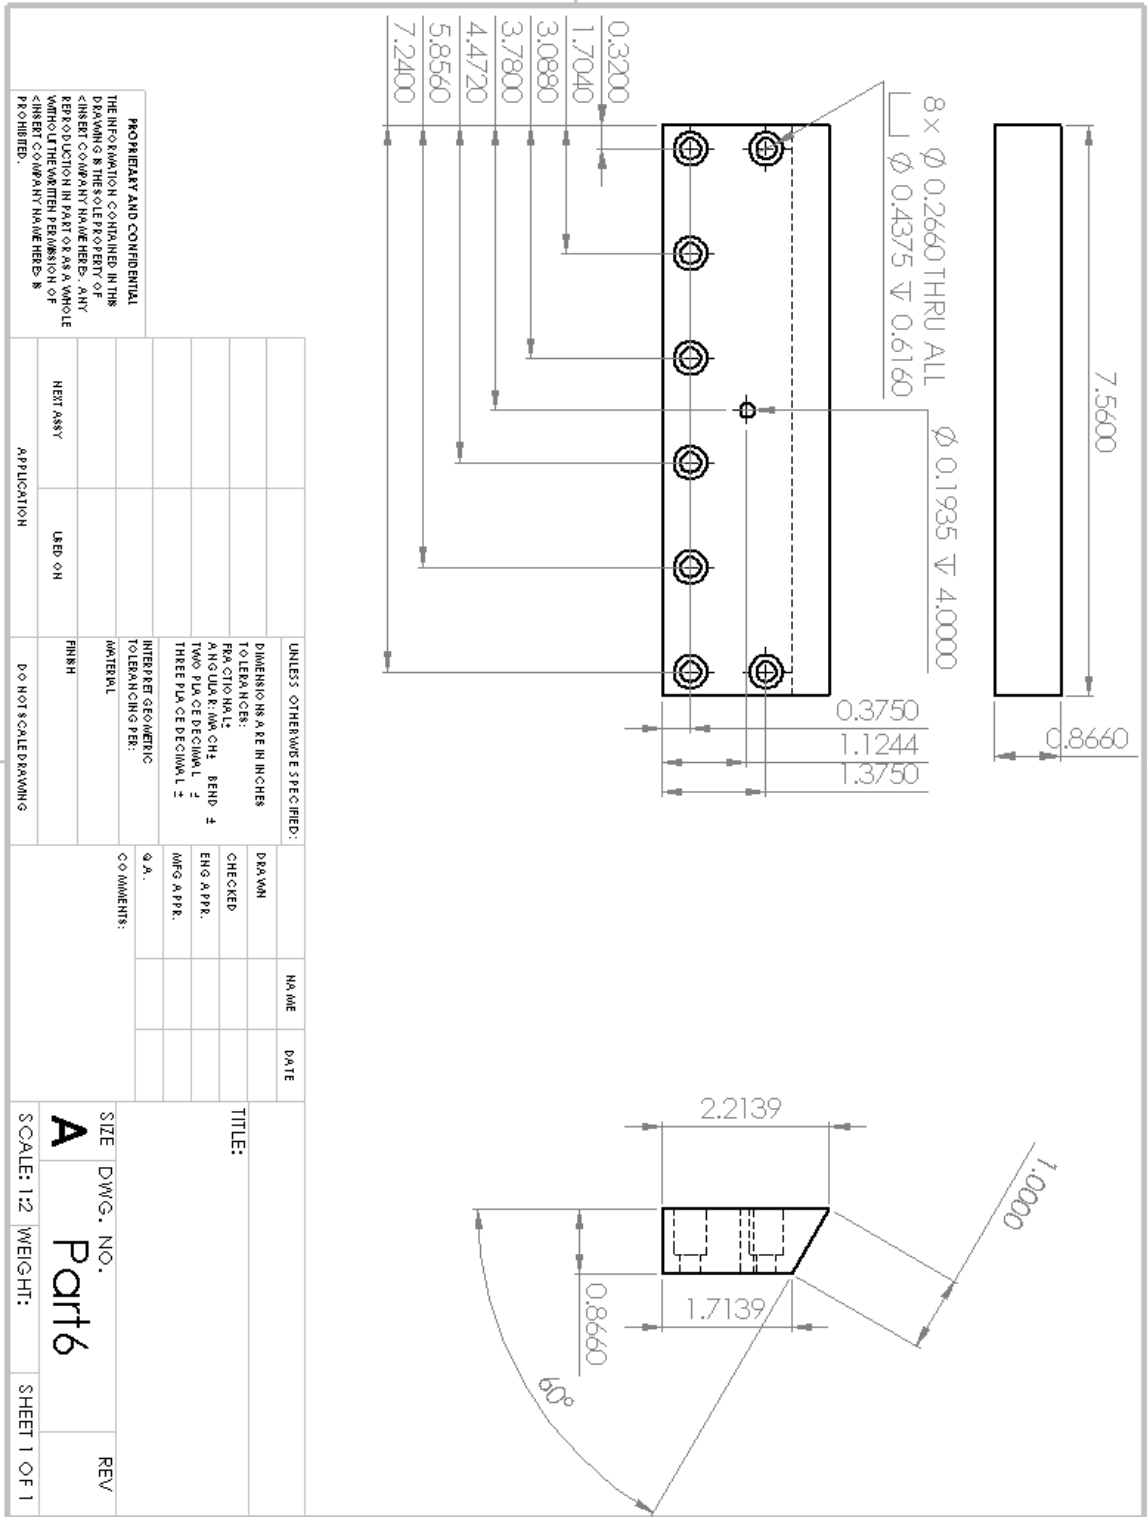 8 × Ø 0.2660 THRU ALL
⌴ Ø 0.4375 ↧ 0.6160
Ø 0.1935 ↧ 4.0000
7.5600
0.8660
0.3200
1.7040
3.0880
3.7800
4.4720
5.8560
7.2400
0.3750
1.1244
1.3750
2.2139
1.0000
1.7139
0.8660
60°
PROPRIETARY AND CONFIDENTIAL
THE INFORMATION CONTAINED IN THIS
DRAWING IS THE SOLE PROPERTY OF
<INSERT COMPANY NAME HERE>. ANY
REPRODUCTION IN PART OR AS A WHOLE
WITHOUT THE WRITTEN PERMISSION OF
<INSERT COMPANY NAME HERE> IS
PROHIBITED.
NEXT ASSY
USED ON
APPLICATION
UNLESS OTHERWISE SPECIFIED:
DIMENSIONS ARE IN INCHES
TOLERANCES:
FRACTIONAL±
ANGULAR: MACH± BEND ±
TWO PLACE DECIMAL ±
THREE PLACE DECIMAL ±
INTERPRET GEOMETRIC
TOLERANCING PER:
MATERIAL
FINISH
DO NOT SCALE DRAWING
NAME
DATE
DRAWN
CHECKED
ENG APPR.
MFG APPR.
Q.A.
COMMENTS:
TITLE:
SIZE
DWG. NO.
REV
A
Part6
SCALE: 1:2
WEIGHT:
SHEET 1 OF 1